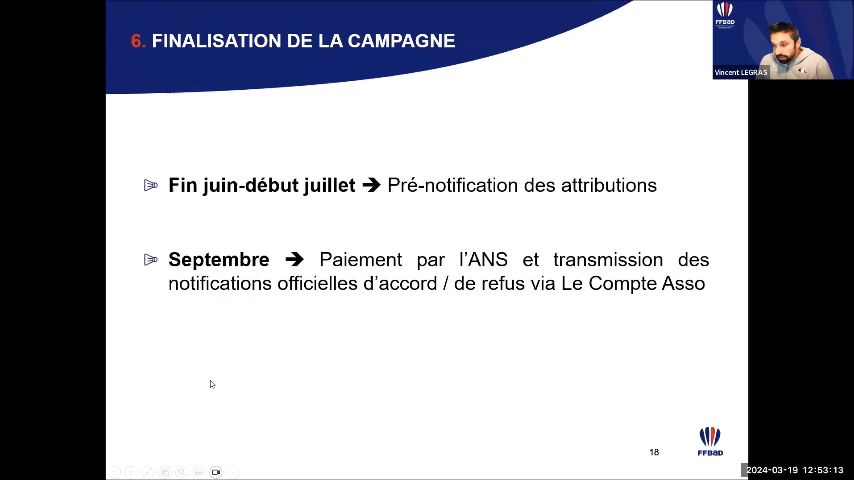 6. FINALISATION DE LA CAMPAGNE
FFBaD
Vincent LEGRAS
Fin juin-début juillet ➔ Pré-notification des attributions
Septembre ➔ Paiement par l’ANS et transmission des
notifications officielles d’accord / de refus via Le Compte Asso
18
FFBaD
2024-03-19 12:53:13